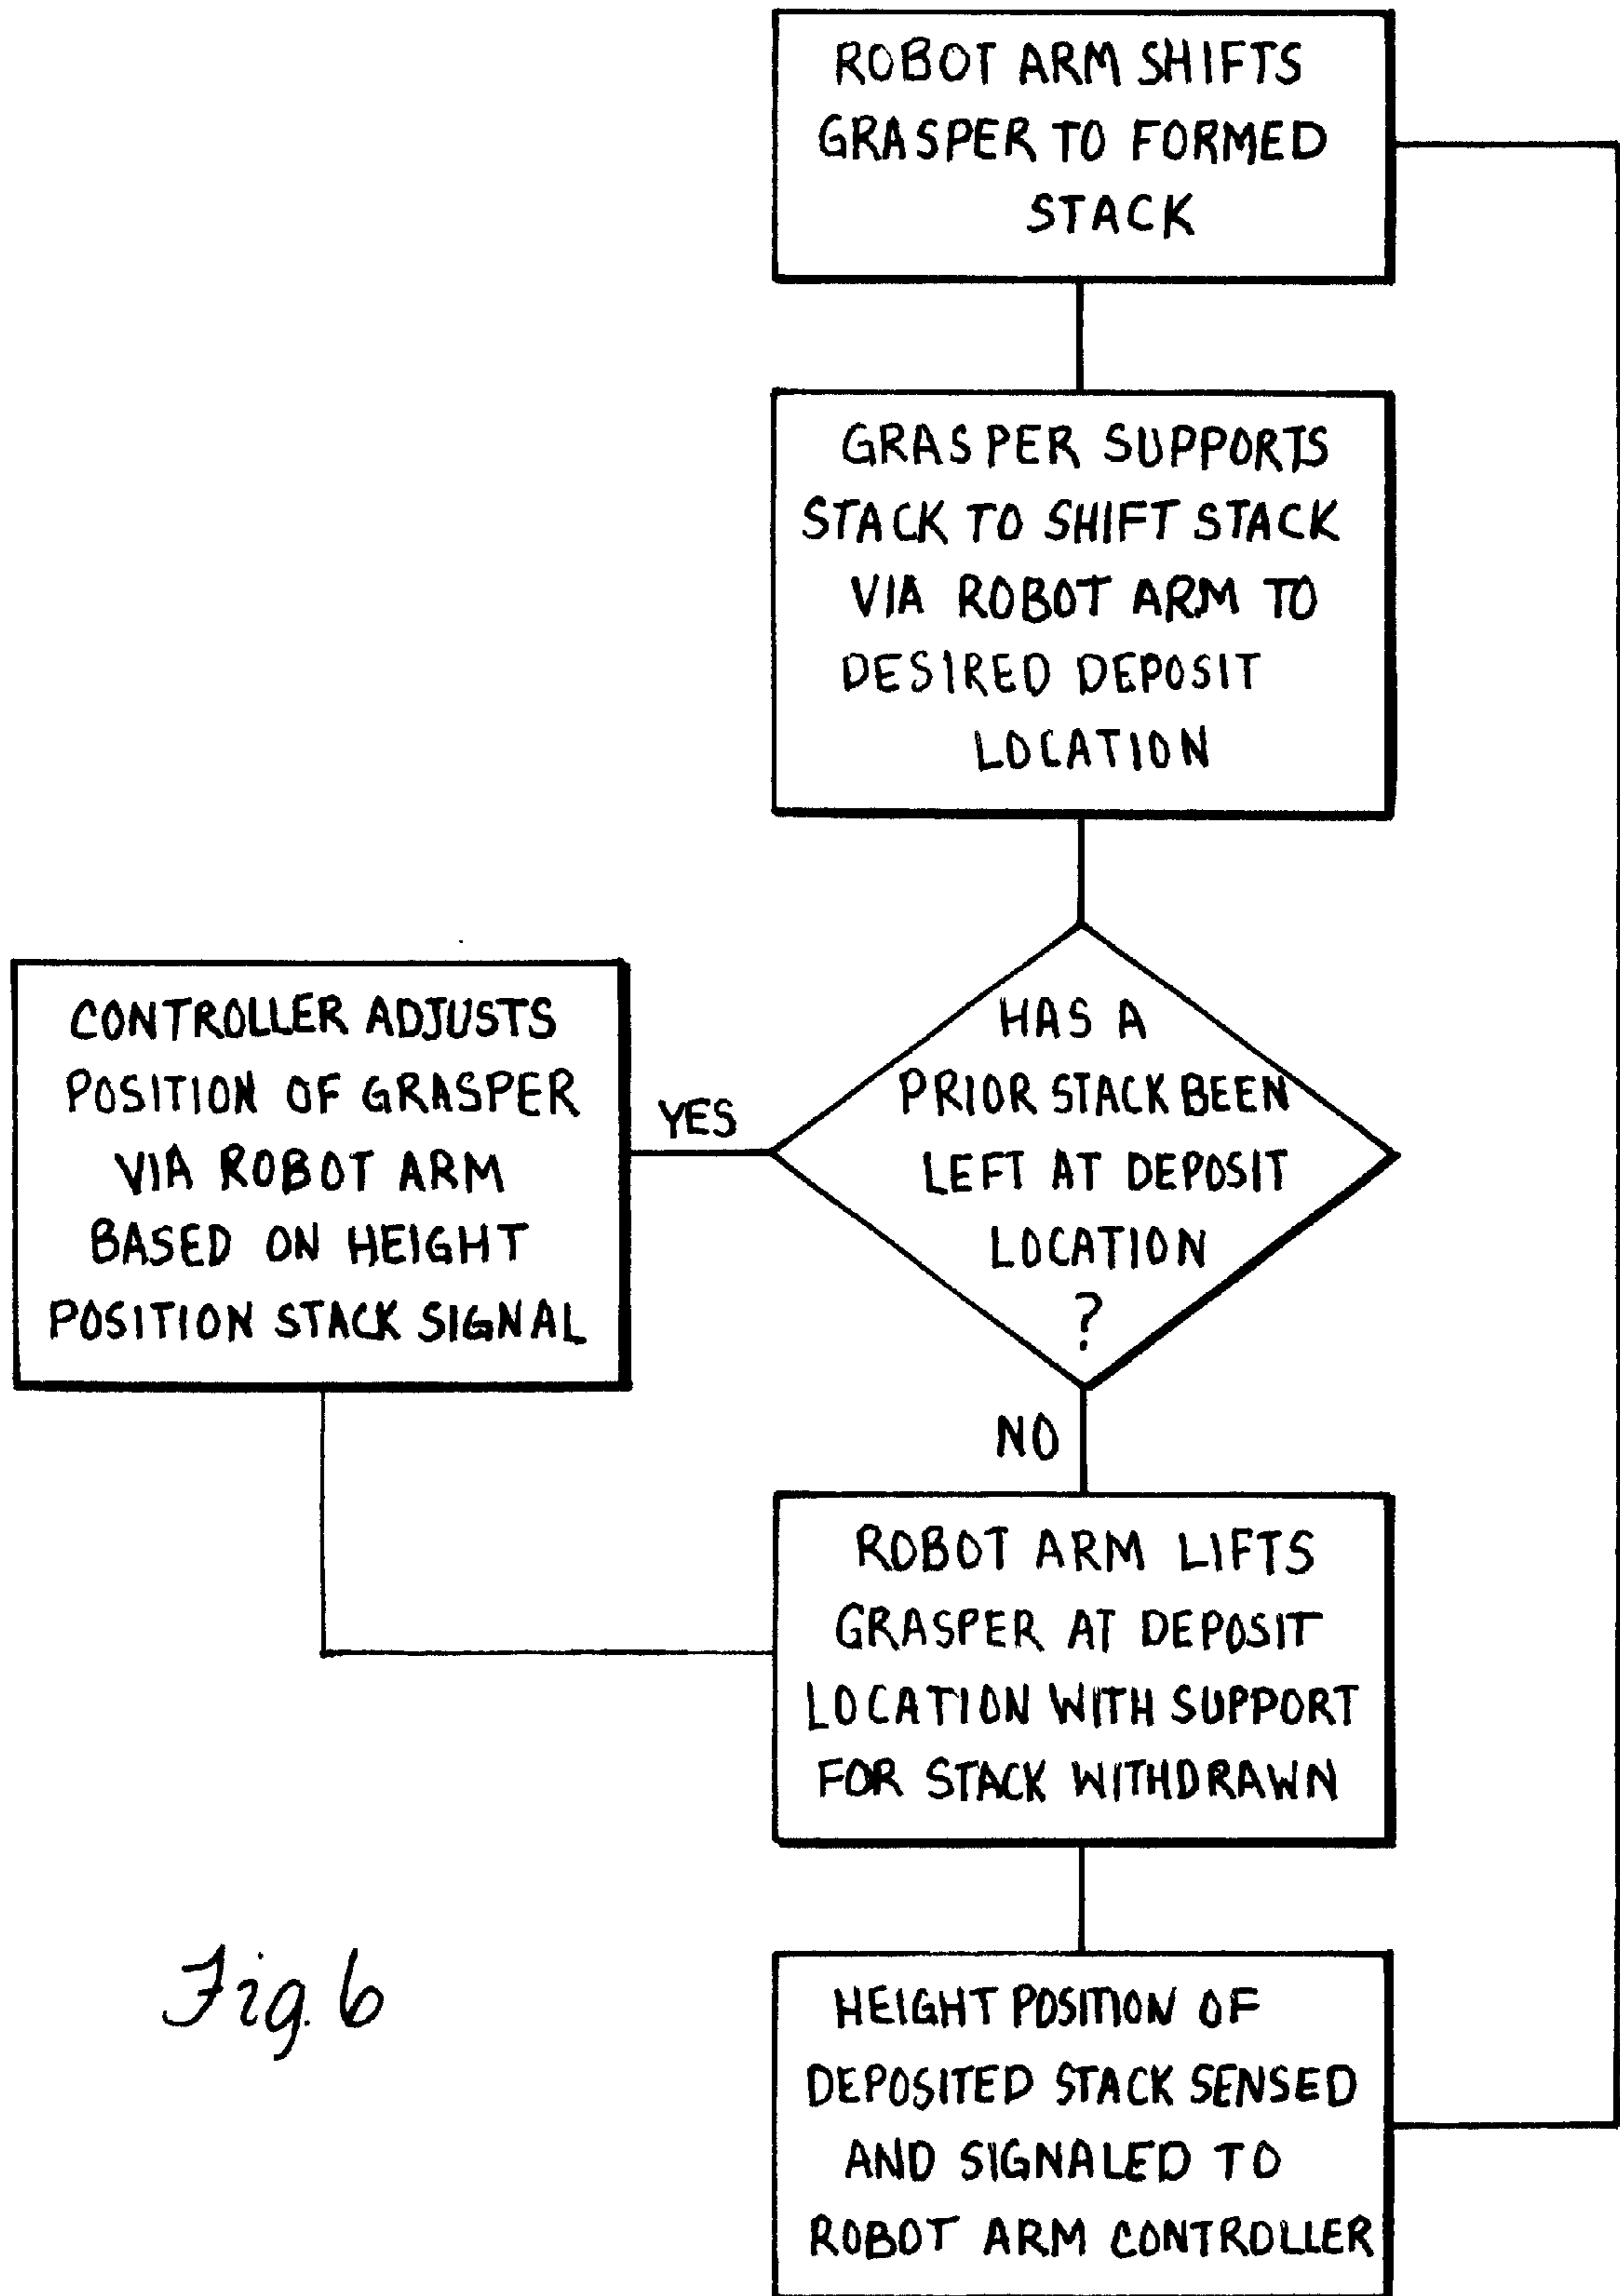 ROBOT ARM SHIFTS
GRASPER TO FORMED
STACK
GRASPER SUPPORTS
STACK TO SHIFT STACK
VIA ROBOT ARM TO
DESIRED DEPOSIT
LOCATION
HAS A
PRIOR STACK BEEN
LEFT AT DEPOSIT
LOCATION
?
YES
CONTROLLER ADJUSTS
POSITION OF GRASPER
VIA ROBOT ARM
BASED ON HEIGHT
POSITION STACK SIGNAL
NO
ROBOT ARM LIFTS
GRASPER AT DEPOSIT
LOCATION WITH SUPPORT
FOR STACK WITHDRAWN
HEIGHT POSITION OF
DEPOSITED STACK SENSED
AND SIGNALED TO
ROBOT ARM CONTROLLER
Fig. 6